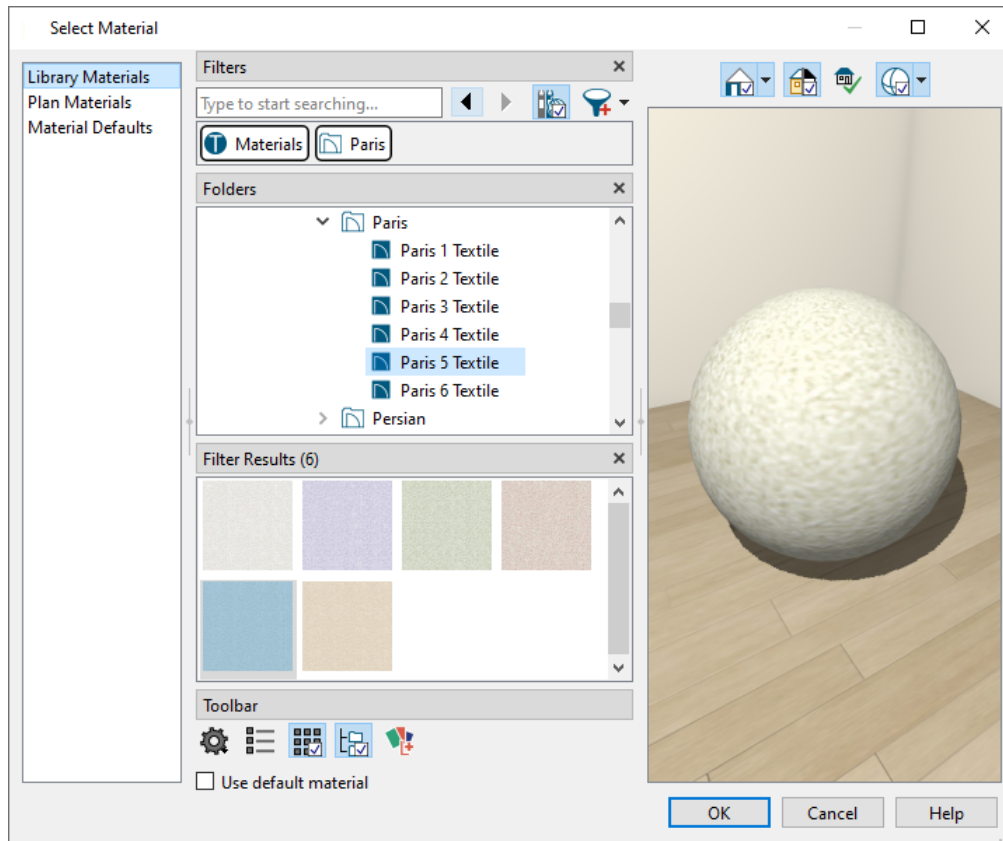 Select Material
Library Materials
Plan Materials
Material Defaults
Filters
Type to start searching...
T Materials
Paris
Folders
Paris
Paris 1 Textile
Paris 2 Textile
Paris 3 Textile
Paris 4 Textile
Paris 5 Textile
Paris 6 Textile
Persian
Filter Results (6)
Toolbar
Use default material
OK
Cancel
Help